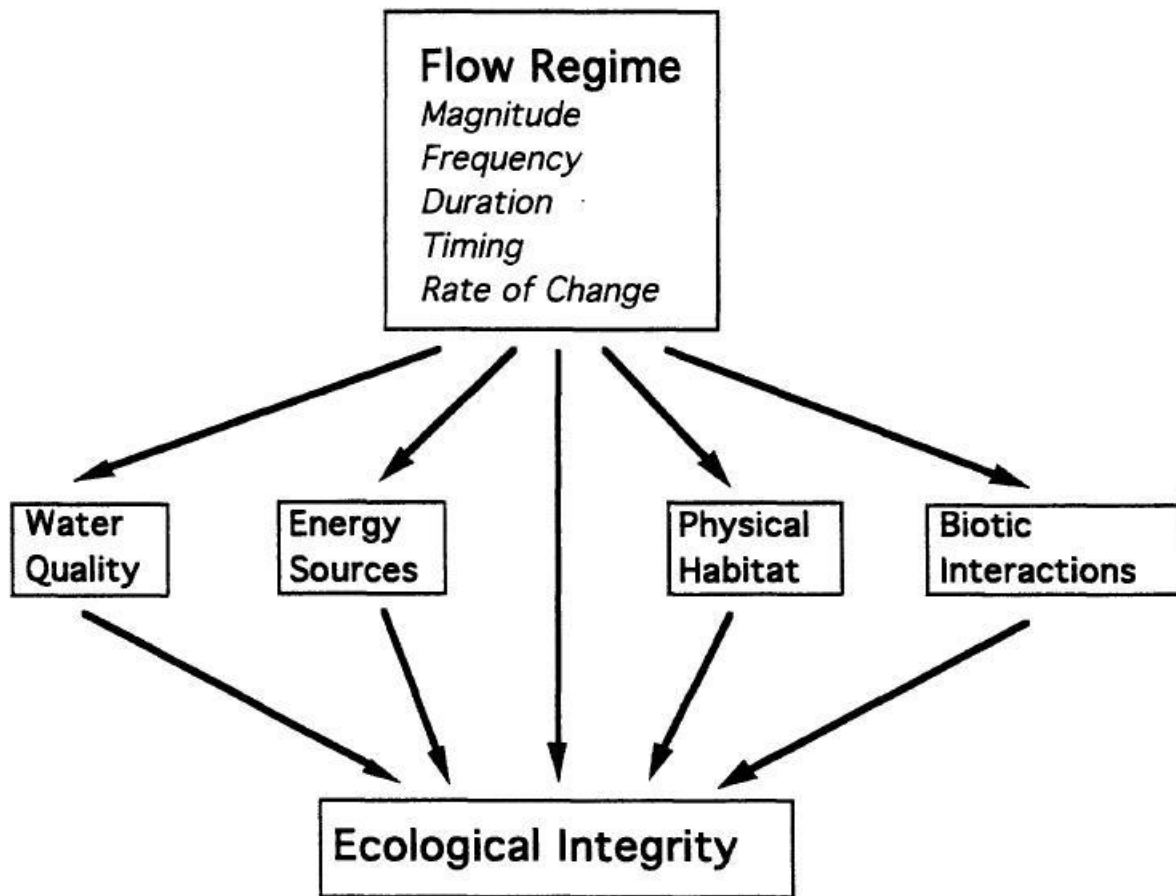 Flow Regime
Magnitude
Frequency
Duration
Timing
Rate of Change
Water
Quality
Energy
Sources
Physical
Habitat
Biotic
Interactions
Ecological Integrity